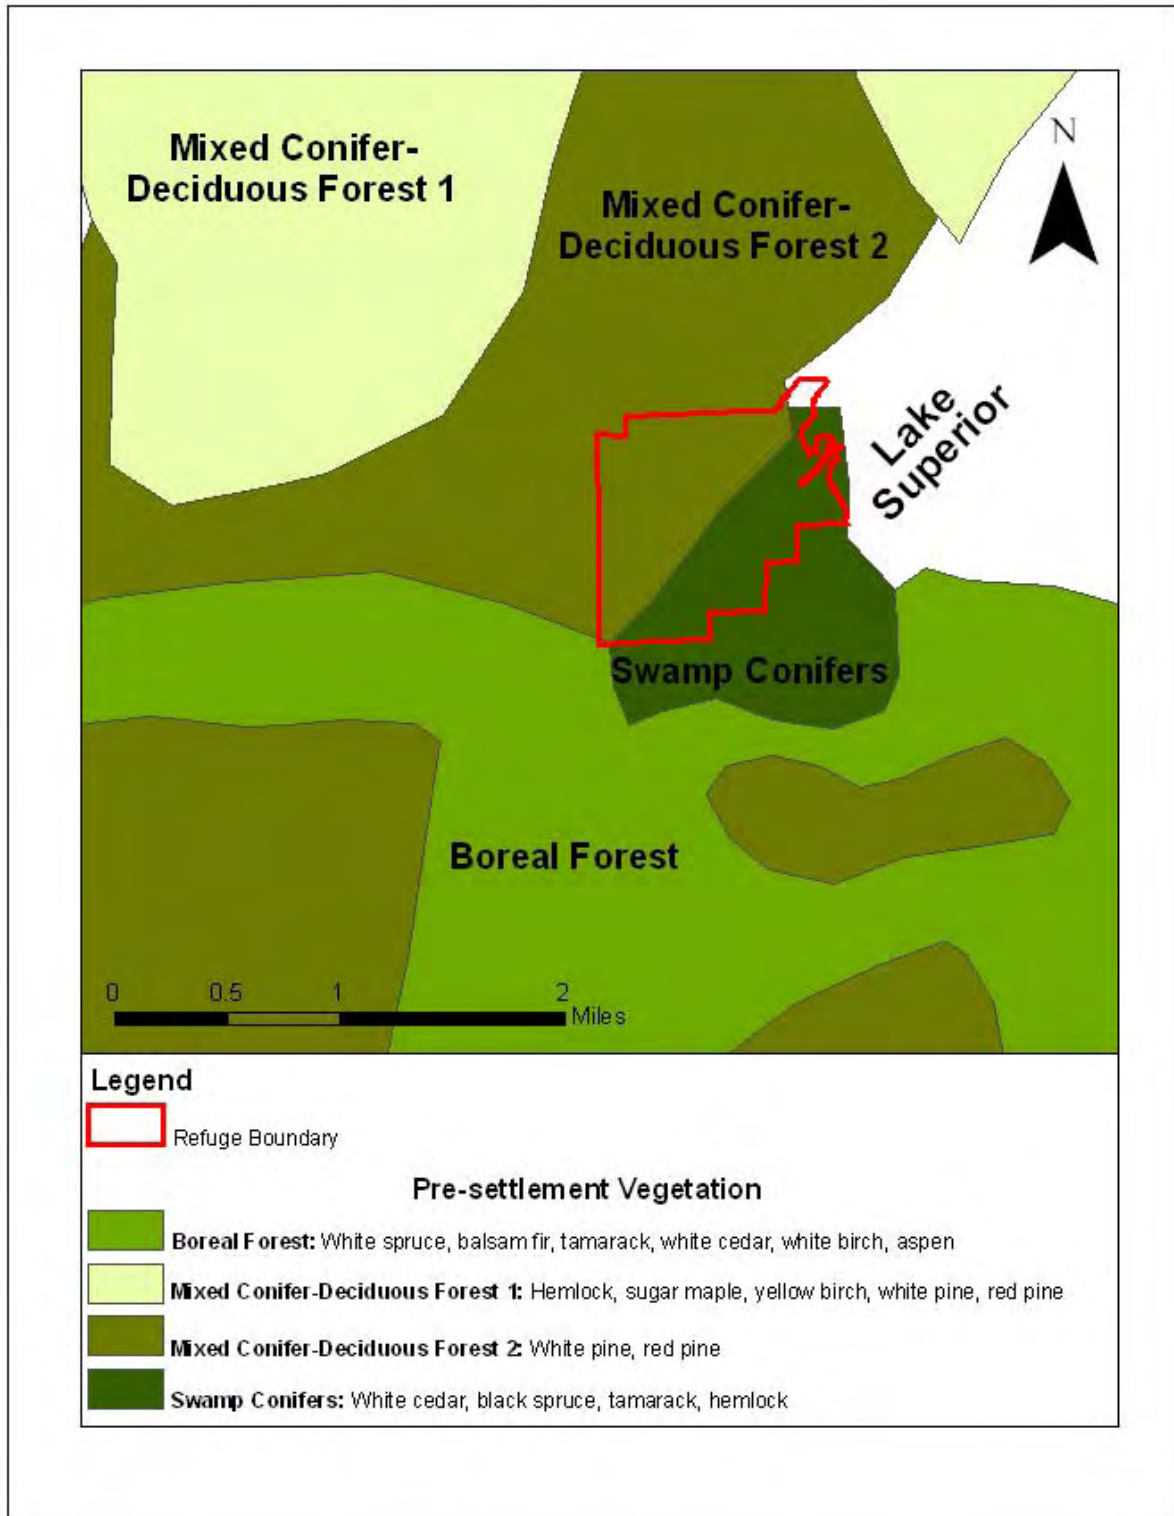 Mixed Conifer-
Deciduous Forest 1
N
Mixed Conifer-
Deciduous Forest 2
Lake
Superior
Swamp Conifers
Boreal Forest
0 0.5 1 2
Miles
Legend
Refuge Boundary
Pre-settlement Vegetation
Boreal Forest: White spruce, balsam fir, tamarack, white cedar, white birch, aspen
Mixed Conifer-Deciduous Forest 1: Hemlock, sugar maple, yellow birch, white pine, red pine
Mixed Conifer-Deciduous Forest 2: White pine, red pine
Swamp Conifers: White cedar, black spruce, tamarack, hemlock